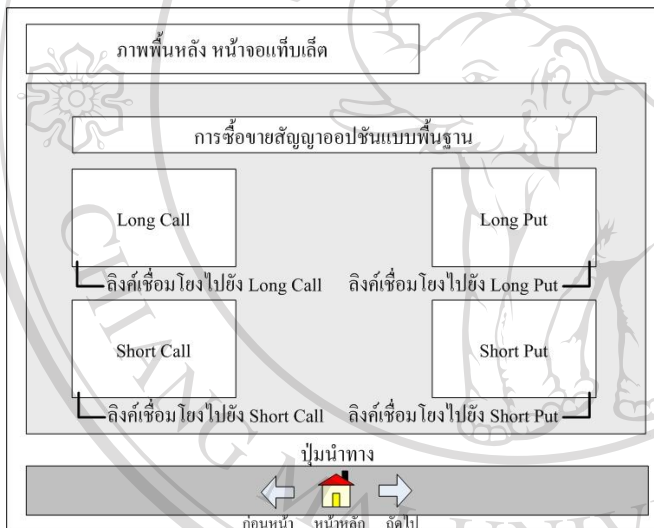 ภาพพื้นหลัง หน้าจอแท็บเล็ต
การซื้อขายสัญญาออปชันแบบพื้นฐาน
Long Call
Long Put
ลิงค์เชื่อมโยงไปยัง Long Call
ลิงค์เชื่อมโยงไปยัง Long Put
Short Call
Short Put
ลิงค์เชื่อมโยงไปยัง Short Call
ลิงค์เชื่อมโยงไปยัง Short Put
ปุ่มนำทาง
ก่อนหน้า หน้าหลัก ถัดไป
CHIANG MAI UNIV